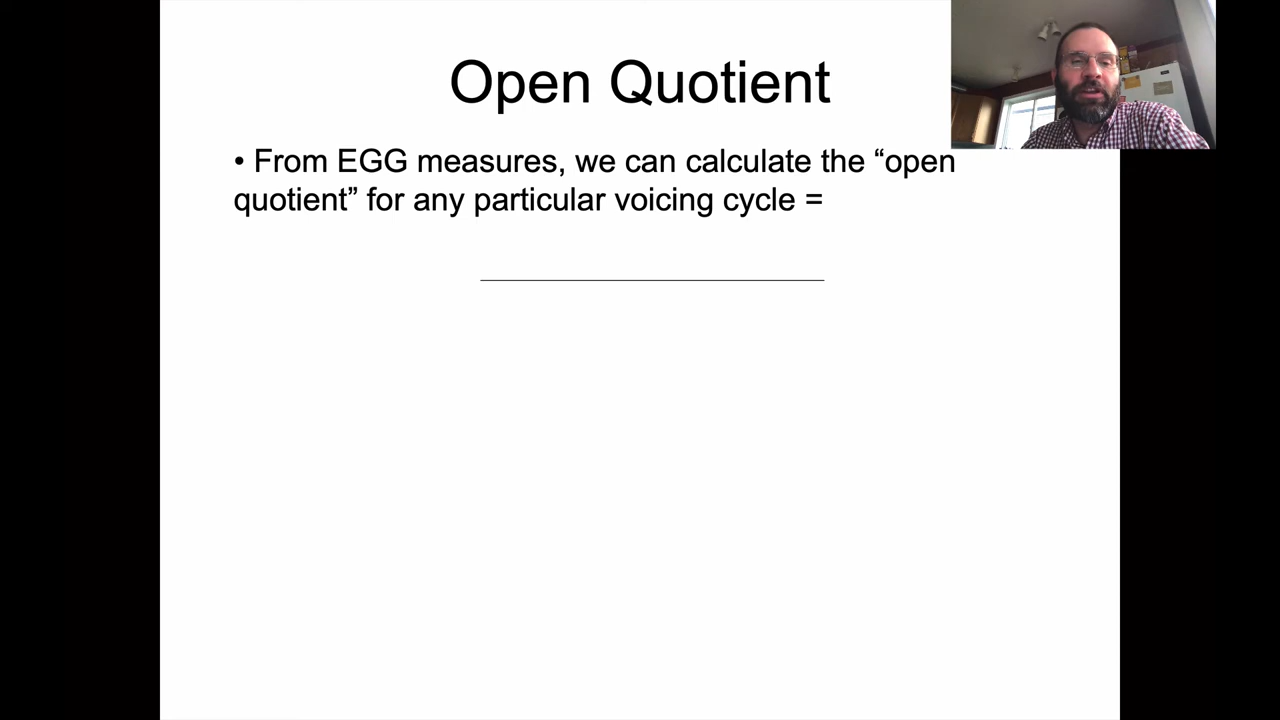 Open Quotient
• From EGG measures, we can calculate the “open
quotient” for any particular voicing cycle =